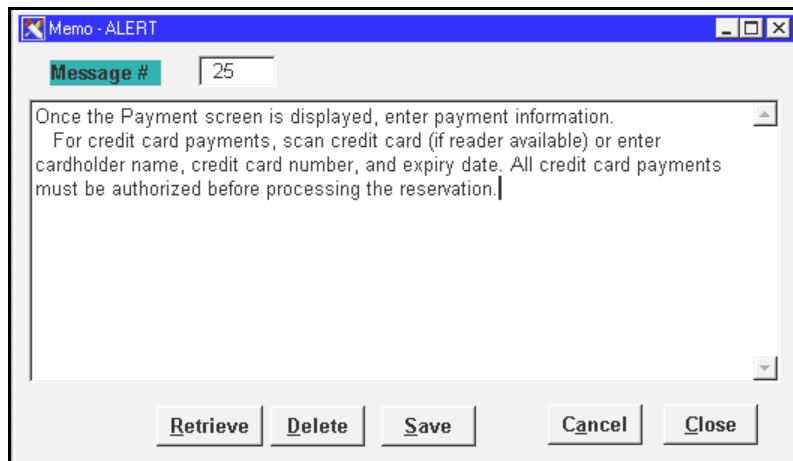 Memo - ALERT
Message # 25
Once the Payment screen is displayed, enter payment information.
For credit card payments, scan credit card (if reader available) or enter
cardholder name, credit card number, and expiry date. All credit card payments
must be authorized before processing the reservation.
Retrieve Delete Save Cancel Close